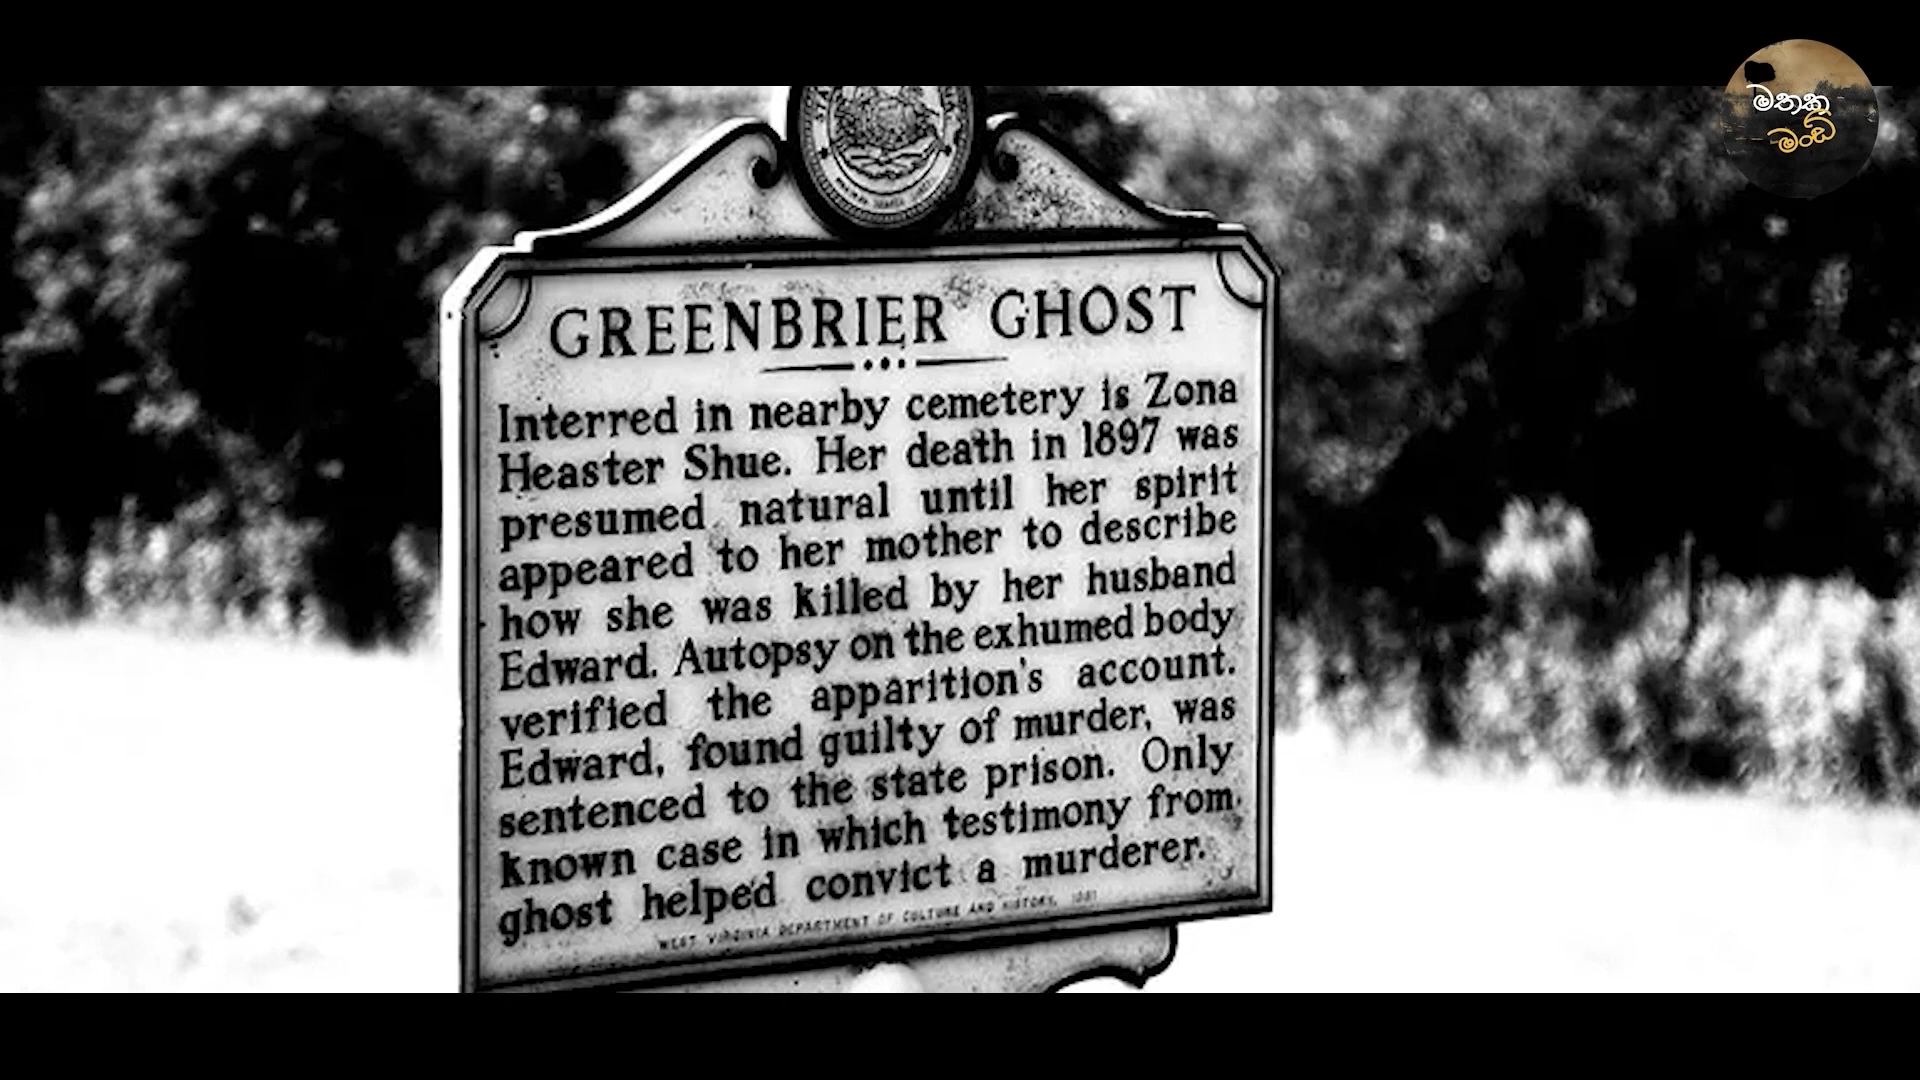 මතක
මංඩි
GREENBRIER GHOST
Interred in nearby cemetery is Zona
Heaster Shue. Her death in 1897 was
presumed natural until her spirit
appeared to her mother to describe
how she was killed by her husband
Edward. Autopsy on the exhumed body
verified the apparition's account.
Edward, found guilty of murder, was
sentenced to the state prison. Only
known case in which testimony from
ghost helped convict a murderer.
WEST VIRGINIA DEPARTMENT OF CULTURE AND HISTORY, 1981